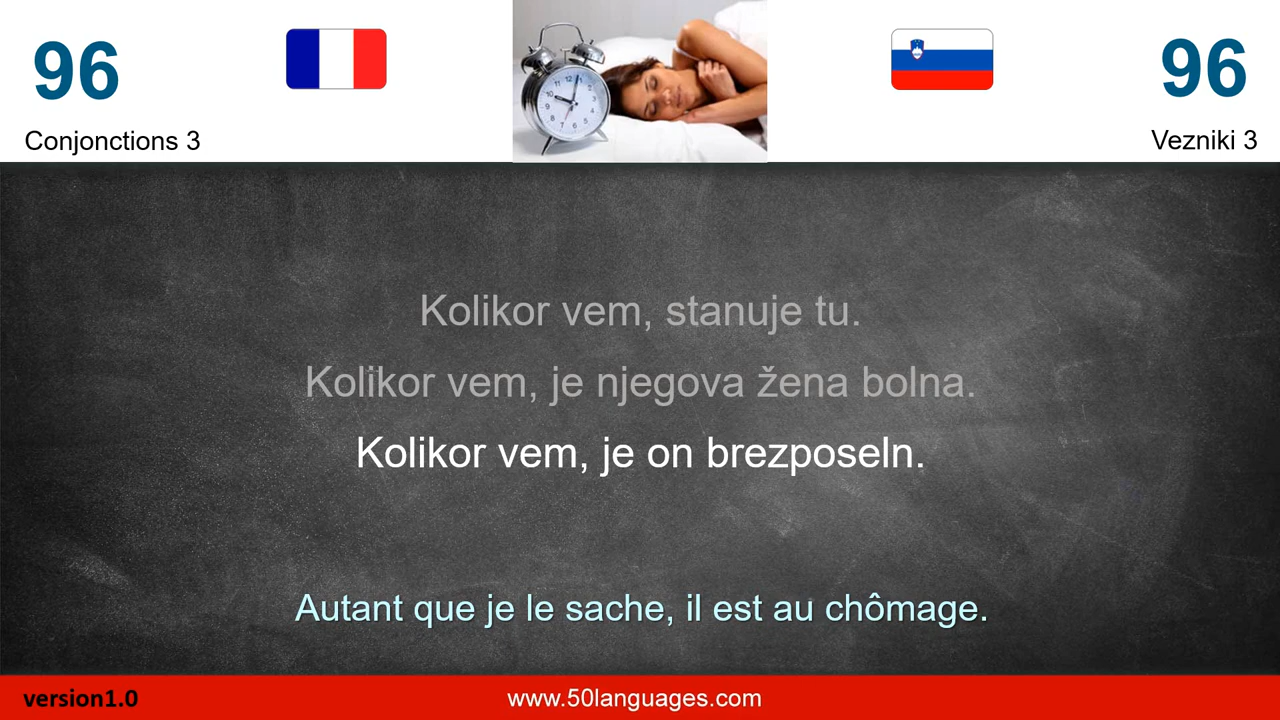 96
96
Conjonctions 3
Vezniki 3
Kolikor vem, stanuje tu.
Kolikor vem, je njegova žena bolna.
Kolikor vem, je on brezposeln.
Autant que je le sache, il est au chômage.
version1.0
www.50languages.com